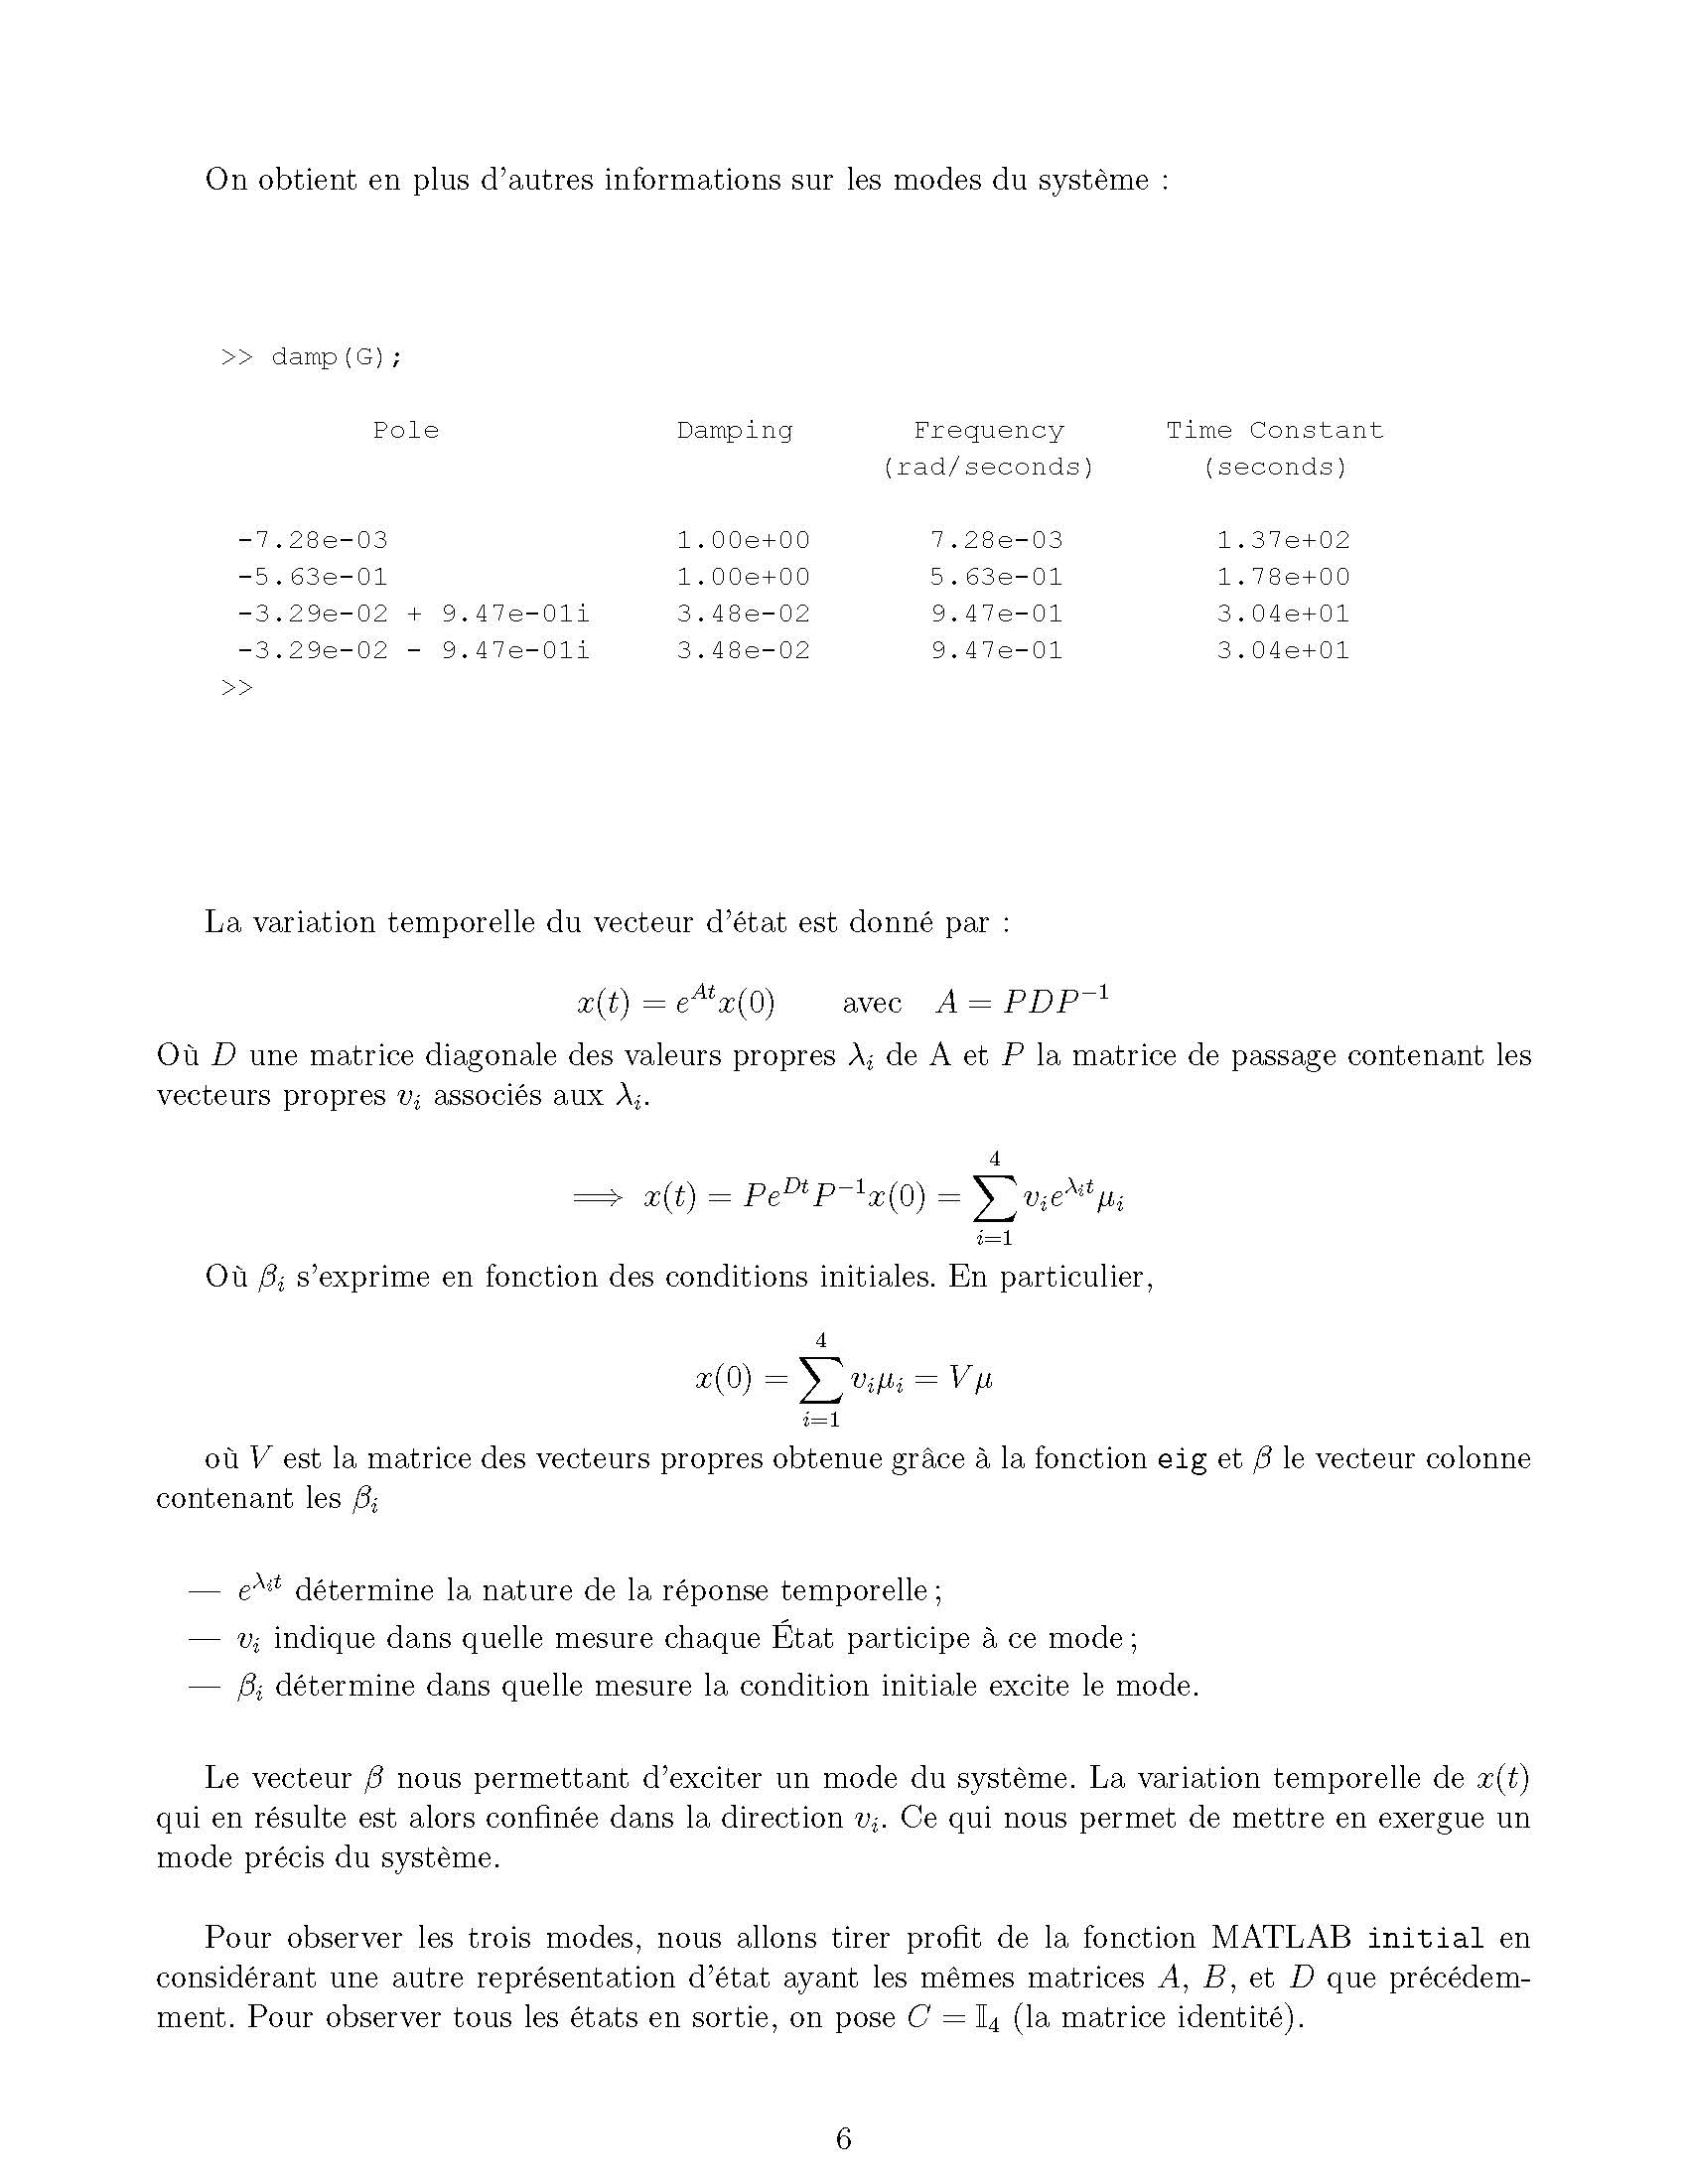 On obtient en plus d'autres informations sur les modes du système :
>> damp(G);
Pole Damping Frequency Time Constant
(rad/seconds) (seconds)
-7.28e-03 1.00e+00 7.28e-03 1.37e+02
-5.63e-01 1.00e+00 5.63e-01 1.78e+00
-3.29e-02 + 9.47e-01i 3.48e-02 9.47e-01 3.04e+01
-3.29e-02 - 9.47e-01i 3.48e-02 9.47e-01 3.04e+01
>>
La variation temporelle du vecteur d'état est donné par :
$x(t) = e^{At}x(0)$ avec $A = PDP^{-1}$
Où $D$ une matrice diagonale des valeurs propres $\lambda_i$ de A et $P$ la matrice de passage contenant les
vecteurs propres $v_i$ associés aux $\lambda_i$.
$\Longrightarrow x(t) = Pe^{Dt}P^{-1}x(0) = \sum_{i=1}^{4} v_i e^{\lambda_i t}\mu_i$
Où $\beta_i$ s'exprime en fonction des conditions initiales. En particulier,
$x(0) = \sum_{i=1}^{4} v_i\mu_i = V\mu$
où $V$ est la matrice des vecteurs propres obtenue grâce à la fonction eig et $\beta$ le vecteur colonne
contenant les $\beta_i$
— $e^{\lambda_i t}$ détermine la nature de la réponse temporelle ;
— $v_i$ indique dans quelle mesure chaque État participe à ce mode ;
— $\beta_i$ détermine dans quelle mesure la condition initiale excite le mode.
Le vecteur $\beta$ nous permettant d'exciter un mode du système. La variation temporelle de $x(t)$
qui en résulte est alors confinée dans la direction $v_i$. Ce qui nous permet de mettre en exergue un
mode précis du système.
Pour observer les trois modes, nous allons tirer profit de la fonction MATLAB initial en
considérant une autre représentation d'état ayant les mêmes matrices $A$, $B$, et $D$ que précédem-
ment. Pour observer tous les états en sortie, on pose $C = \mathbb{I}_4$ (la matrice identité).
6